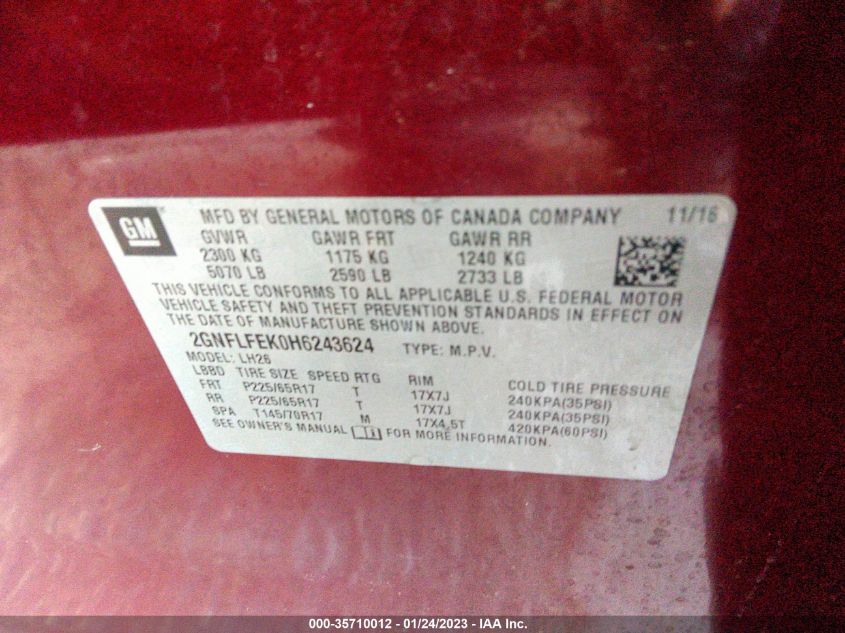 GM
MFD BY GENERAL MOTORS OF CANADA COMPANY 11/16
GVWR GAWR FRT GAWR RR
2300 KG 1175 KG 1240 KG
5070 LB 2590 LB 2733 LB
THIS VEHICLE CONFORMS TO ALL APPLICABLE U.S. FEDERAL MOTOR
VEHICLE SAFETY AND THEFT PREVENTION STANDARDS IN EFFECT ON
THE DATE OF MANUFACTURE SHOWN ABOVE.
2GNFLFEK0H6243624 TYPE: M.P.V.
MODEL: LH26
LBBD TIRE SIZE SPEED RTG RIM COLD TIRE PRESSURE
FRT P225/65R17 T 17X7J 240KPA(35PSI)
RR P225/65R17 T 17X7J 240KPA(35PSI)
SPA T145/70R17 M 17X4.5T 420KPA(60PSI)
SEE OWNER'S MANUAL FOR MORE INFORMATION.
000-35710012 - 01/24/2023 - IAA Inc.